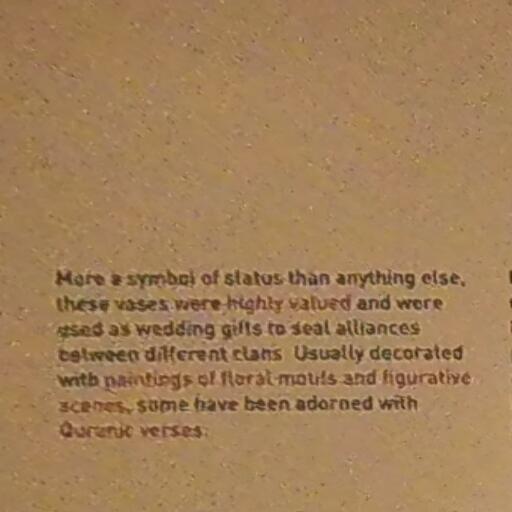 More a symbol of status than anything else,
these vases were highly valued and were
used as wedding gifts to seal alliances
between different clans. Usually decorated
with paintings of floral motifs and figurative
scenes, some have been adorned with
Quranic verses.